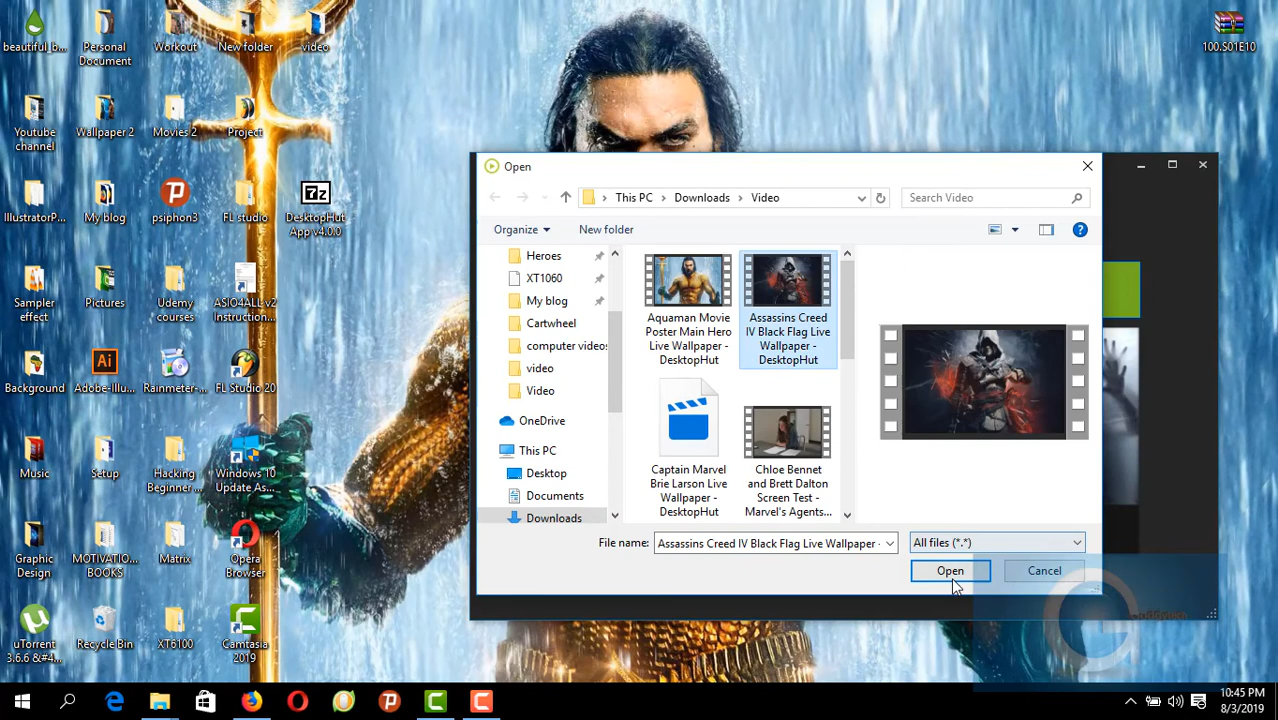 beautiful_b...
Personal
Document
Workout
New folder
video
100.S01E10
Youtube
channel
Wallpaper 2
Movies 2
Project
IllustratorP...
My blog
psiphon3
FL studio
DesktopHut
App v4.0.0
Sampler
effect
Pictures
Udemy
courses
ASIO4ALL v2
Instruction...
Background
Adobe-Illu...
Rainmeter-...
FL Studio 20
Music
Setup
Hacking
Beginner ...
Windows 10
Update As...
Graphic
Design
MOTIVATIO...
BOOKS
Matrix
Opera
Browser
uTorrent
3.6.6 &#4...
Recycle Bin
XT6100
Camtasia
2019
Open
This PC
Downloads
Video
Search Video
Organize
New folder
Heroes
XT1060
My blog
Cartwheel
computer videos
video
Video
OneDrive
This PC
Desktop
Documents
Downloads
Aquaman Movie
Poster Main Hero
Live Wallpaper -
DesktopHut
Assassins Creed
IV Black Flag Live
Wallpaper -
DesktopHut
Captain Marvel
Brie Larson Live
Wallpaper -
DesktopHut
Chloe Bennet
and Brett Dalton
Screen Test -
Marvel's Agents...
File name:
Assassins Creed IV Black Flag Live Wallpaper -
All files (*.*)
Open
Cancel
10:45 PM
8/3/2019